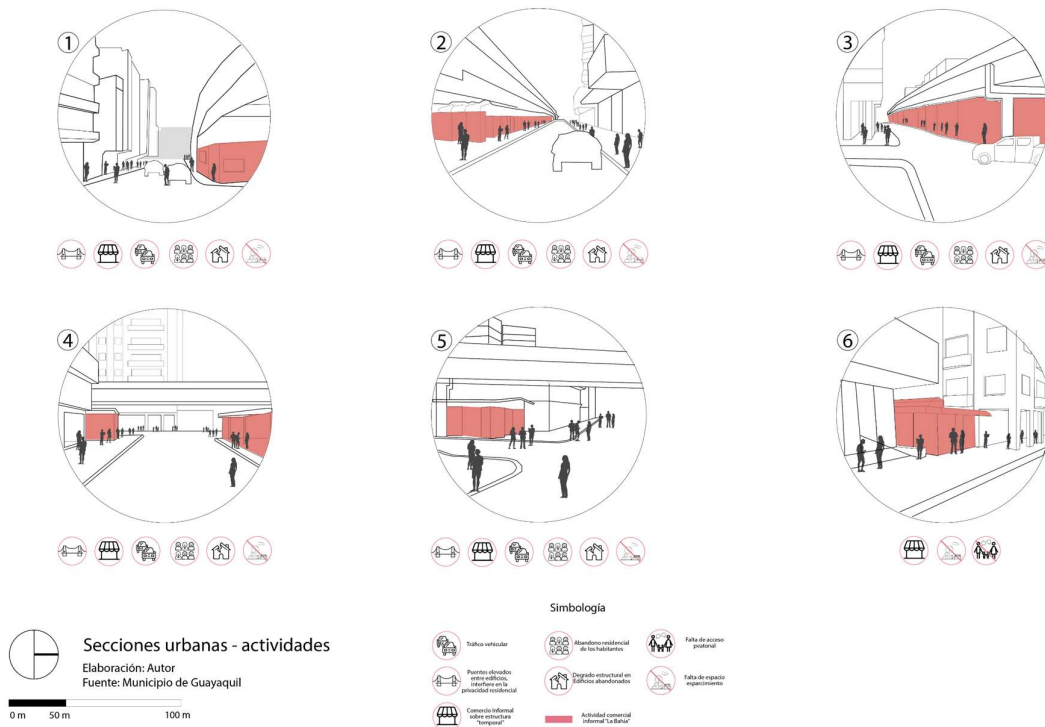 1
2
3
4
5
6
Secciones urbanas - actividades
Elaboración: Autor
Fuente: Municipio de Guayaquil
0 m 50 m 100 m
Simbología
Tráfico vehicular
Puentes elevados
entre edificios,
interfiere en la
privacidad residencial
Comercio Informal
sobre estructura
"temporal"
Abandono residencial
de los habitantes
Degrado estructural en
Edificios abandonados
Actividad comercial
informal "La Bahía"
Falta de acceso
peatonal
Falta de espacio
esparcimiento